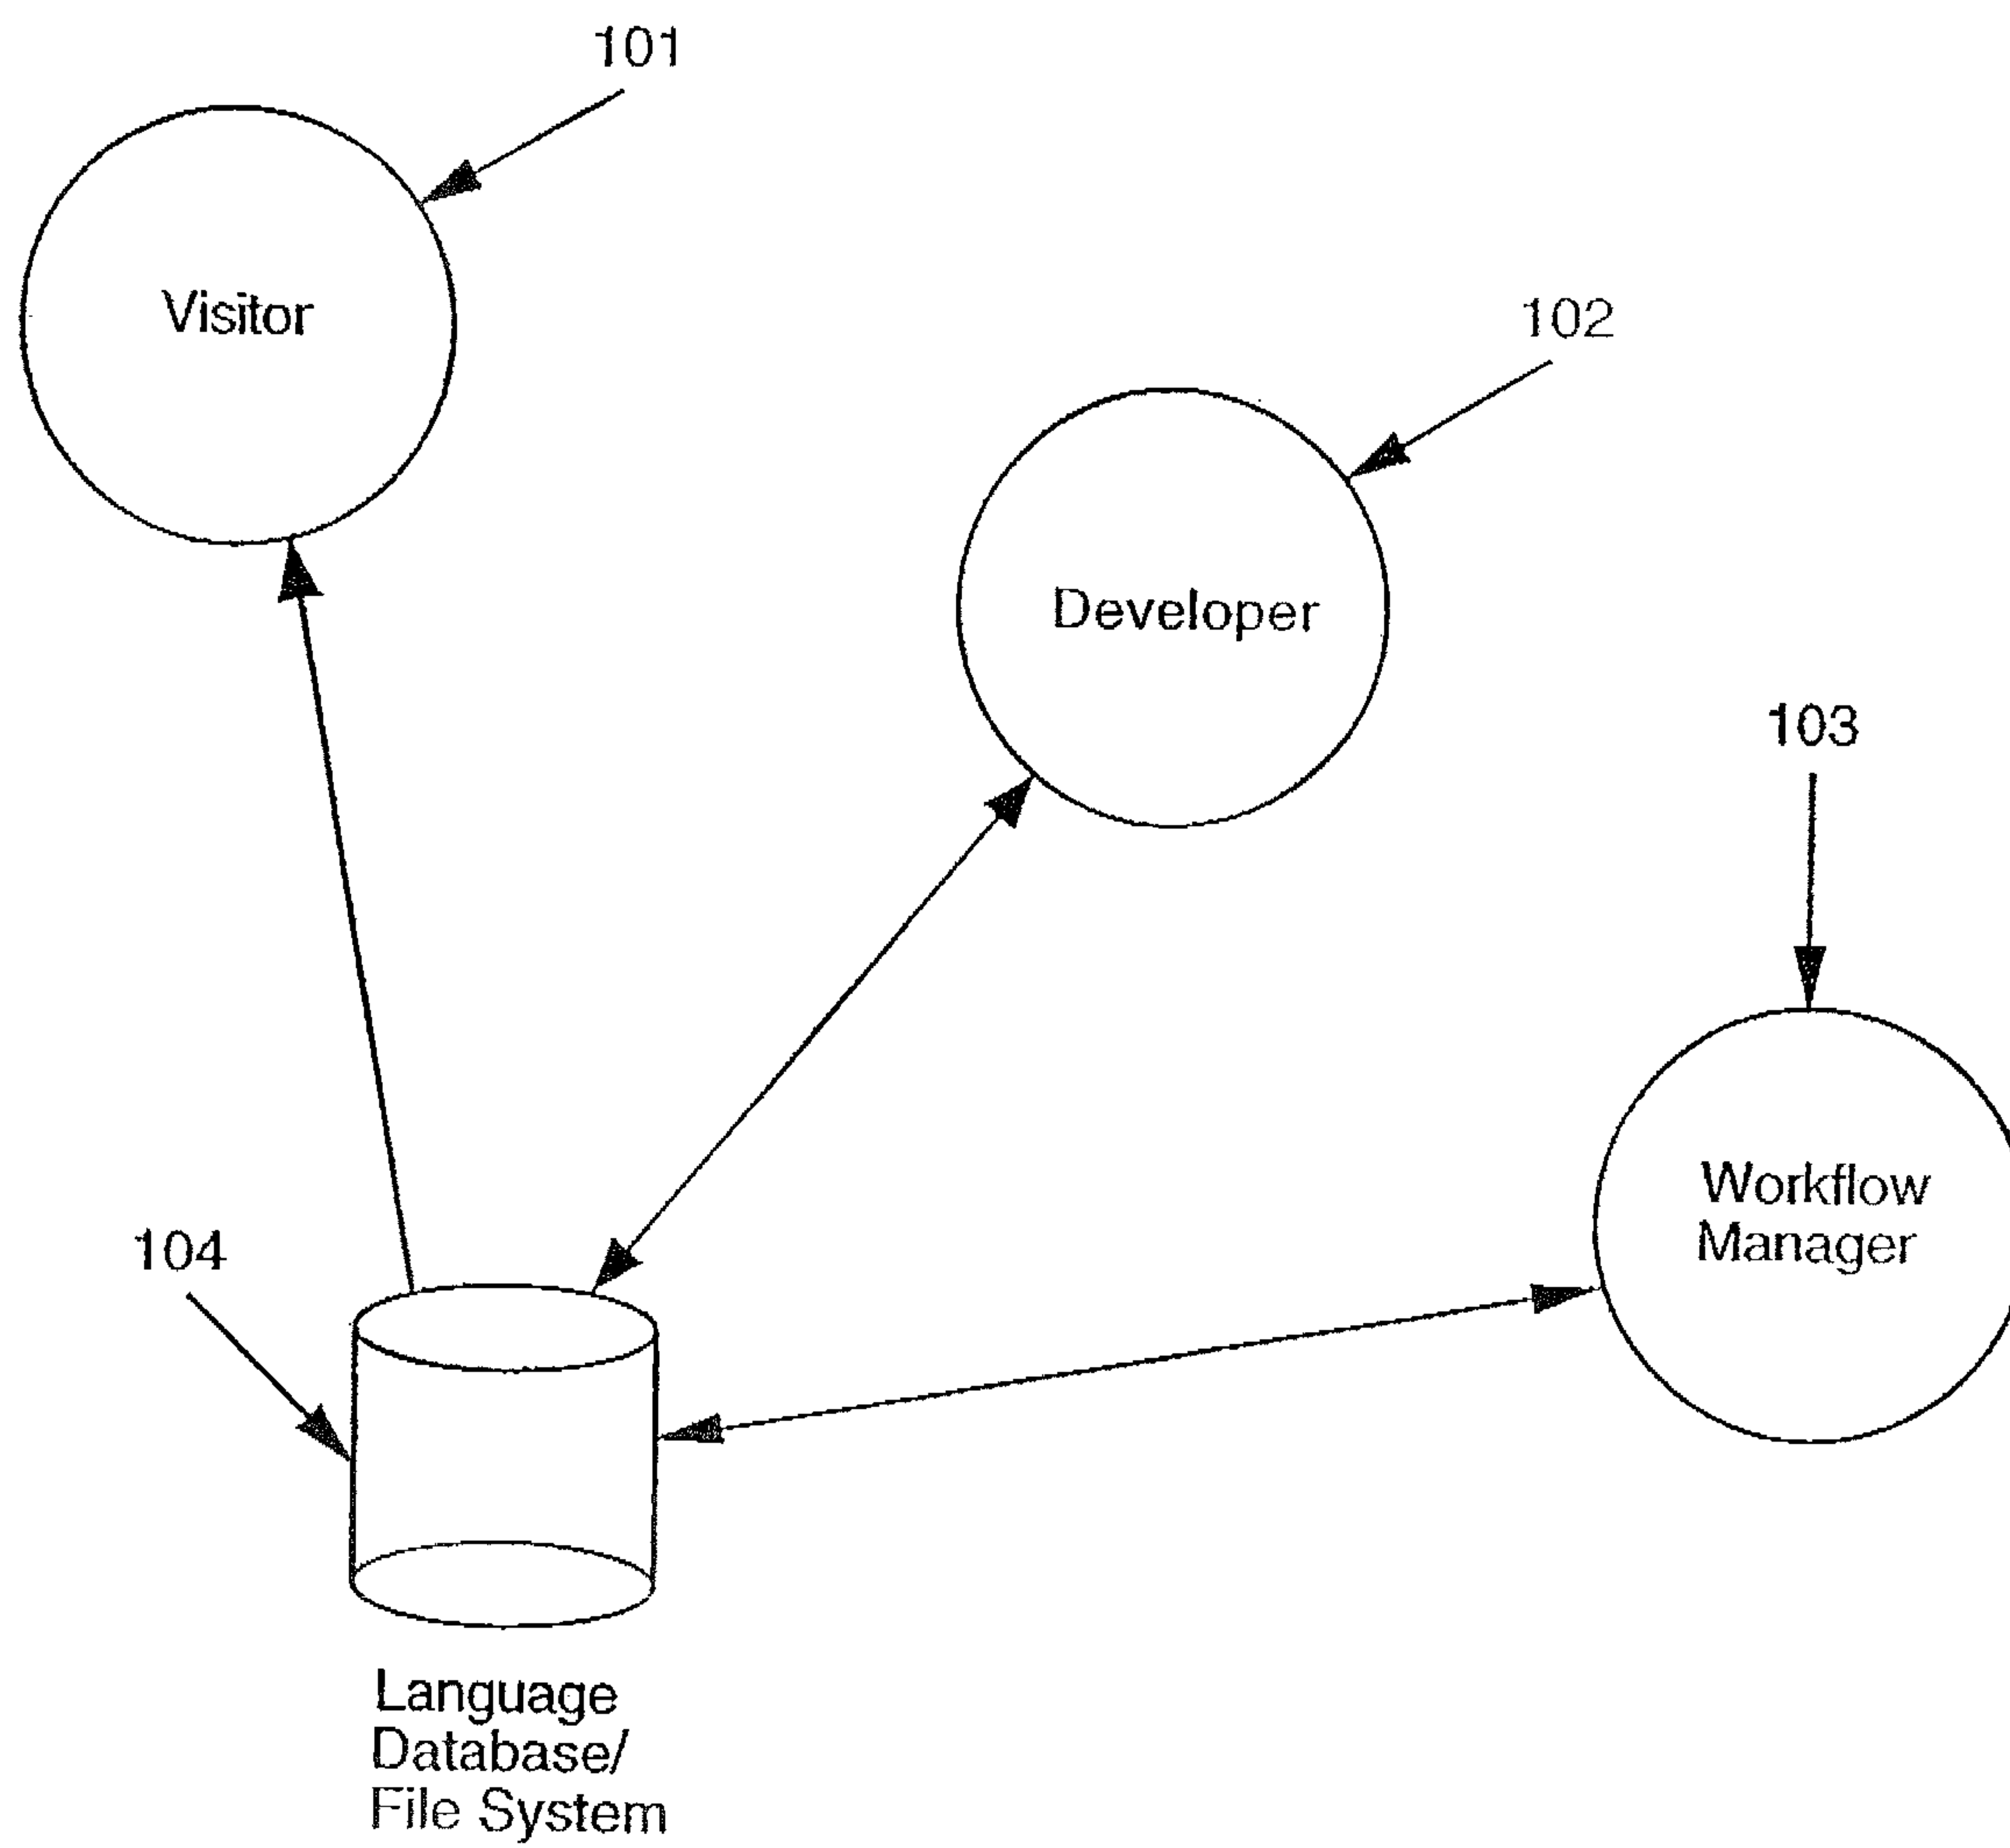 101
Visitor
102
Developer
103
Workflow
Manager
104
Language
Database/
File System